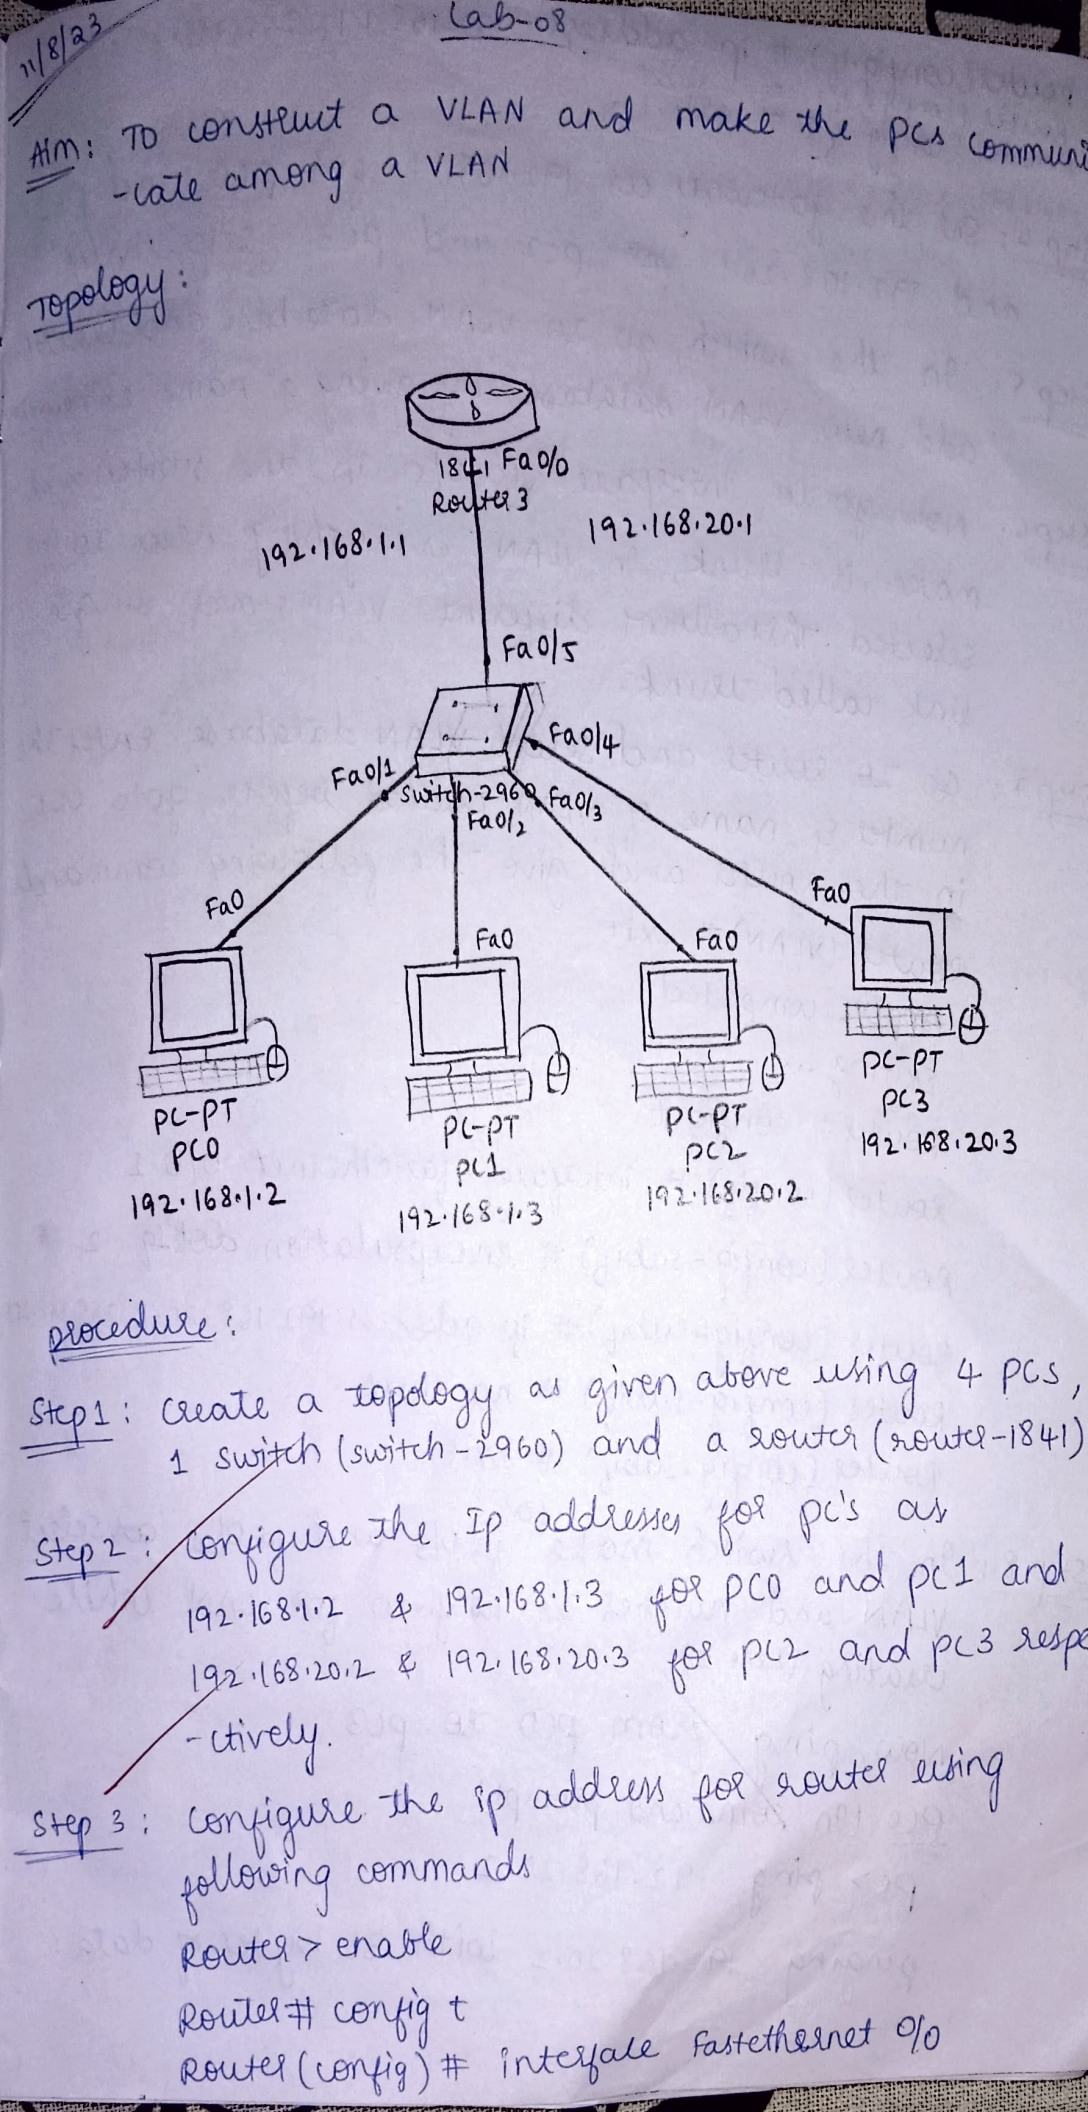 Lab-08
11/8/23
Aim: To construct a VLAN and make the PCs communi
-cate among a VLAN
Topology:
1841 Fa0/0
Router3
192.168.1.1
192.168.20.1
Fa0/5
Fa0/4
Fa0/1
Switch-2960
Fa0/3
Fa0/2
Fa0
Fa0
Fa0
Fa0
PC-PT
PC0
192.168.1.2
PC-PT
PC1
192.168.1.3
PC-PT
PC2
192.168.20.2
PC-PT
PC3
192.168.20.3
procedure:
Step1: Create a topology as given above using 4 PCs,
1 switch (switch-2960) and a router (router-1841)
Step2: Configure the Ip addresses for pc's as
192.168.1.2 & 192.168.1.3 for PC0 and pc1 and
192.168.20.2 & 192.168.20.3 for pc2 and pc3 respe
-ctively.
Step 3: Configure the ip address for router using
following commands
Router> enable
Router# config t
Router(config)# interface fastethernet 0/0